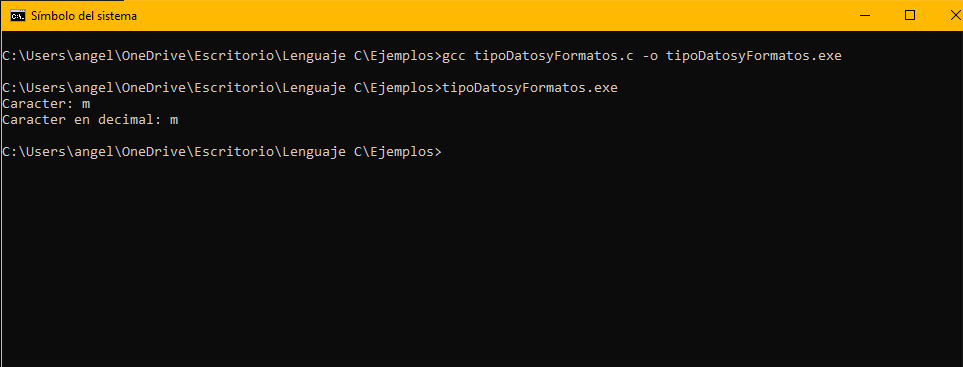 Símbolo del sistema
C:\Users\angel\OneDrive\Escritorio\Lenguaje C\Ejemplos>gcc tipoDatosyFormatos.c -o tipoDatosyFormatos.exe
C:\Users\angel\OneDrive\Escritorio\Lenguaje C\Ejemplos>tipoDatosyFormatos.exe
Caracter: m
Caracter en decimal: m
C:\Users\angel\OneDrive\Escritorio\Lenguaje C\Ejemplos>